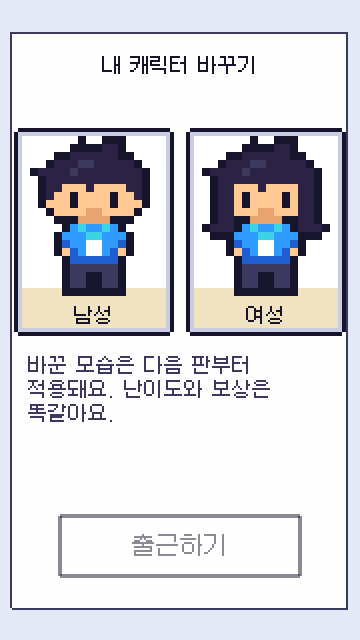 내 캐릭터 바꾸기
남성
여성
바꾼 모습은 다음 판부터
적용돼요. 난이도와 보상은
똑같아요.
출근하기